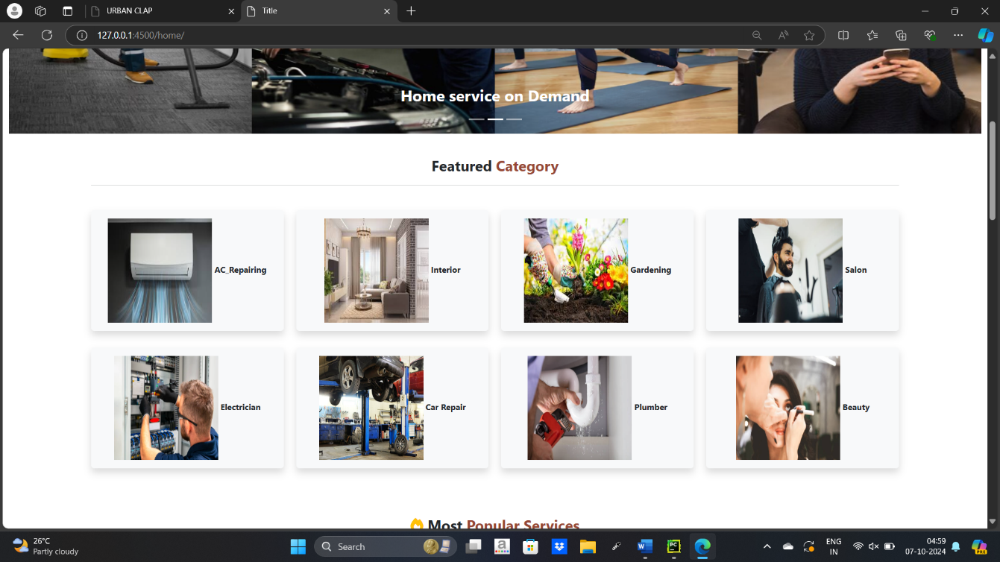 URBAN CLAP
Title
127.0.0.1:4500/home/
Home service on Demand
Featured Category
AC_Repairing
Interior
Gardening
Salon
Electrician
Car Repair
Plumber
Beauty
Most Popular Services
26°C
Partly cloudy
Search
ENG
IN
04:59
07-10-2024